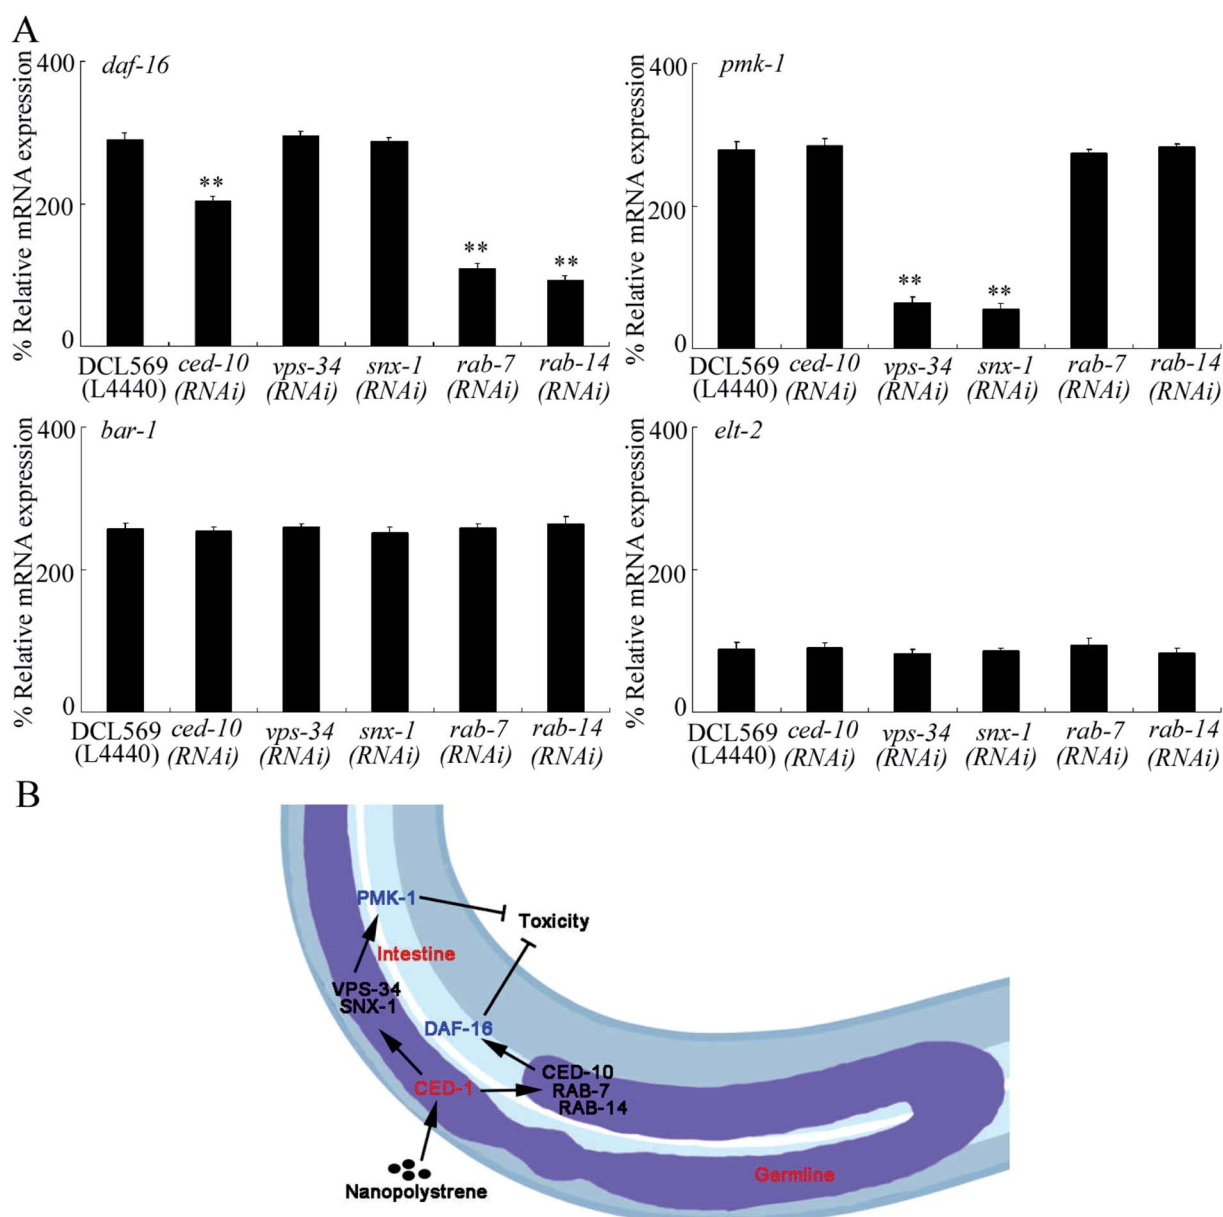 A
% Relative mRNA expression
400
200
0
daf-16
**
**
**
DCL569 ced-10 vps-34 snx-1 rab-7 rab-14
(L4440) (RNAi) (RNAi) (RNAi) (RNAi) (RNAi)
% Relative mRNA expression
400
200
0
pmk-1
**
**
DCL569 ced-10 vps-34 snx-1 rab-7 rab-14
(L4440) (RNAi) (RNAi) (RNAi) (RNAi) (RNAi)
% Relative mRNA expression
400
200
0
bar-1
DCL569 ced-10 vps-34 snx-1 rab-7 rab-14
(L4440) (RNAi) (RNAi) (RNAi) (RNAi) (RNAi)
% Relative mRNA expression
400
200
0
elt-2
DCL569 ced-10 vps-34 snx-1 rab-7 rab-14
(L4440) (RNAi) (RNAi) (RNAi) (RNAi) (RNAi)
B
PMK-1
Toxicity
Intestine
VPS-34
SNX-1
DAF-16
CED-10
CED-1
RAB-7
RAB-14
Nanopolystrene
Germline